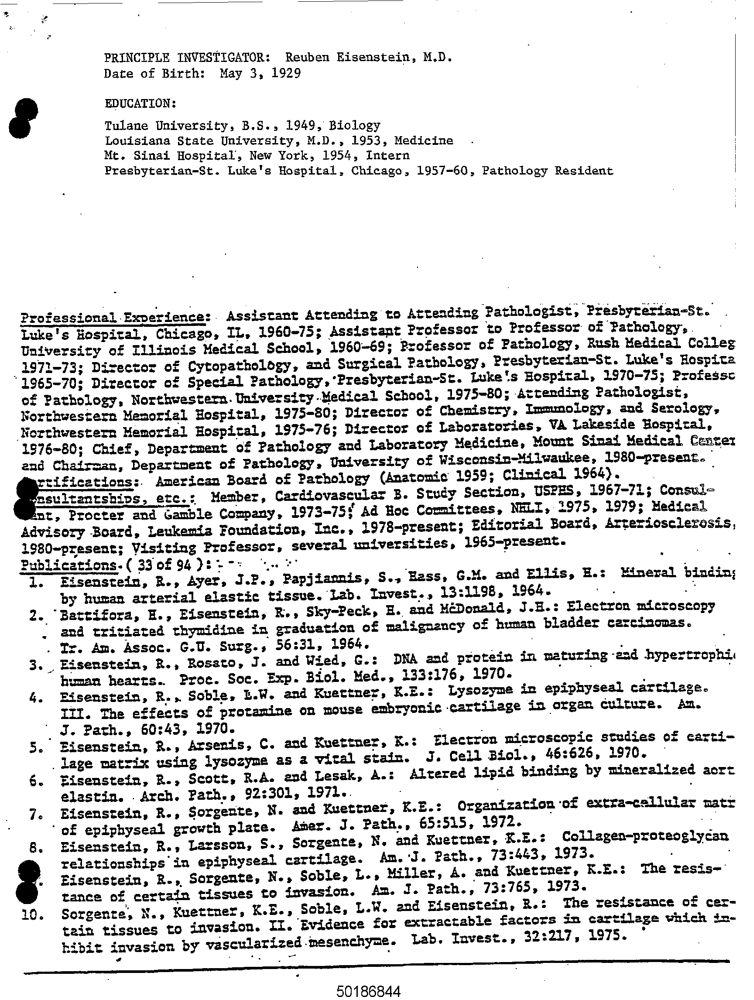 PRINCIPLE INVESTIGATOR: Reuben Eisenstein, M.D.
Date of Birth: May 3, 1929
EDUCATION:
Tulane University, B.S., 1949, Biology
Louisiana State University, M.D., 1953, Medicine
Mt. Sinai Hospital, New York, 1954, Intern
Presbyterian-St. Luke's Hospital, Chicago, 1957-60, Pathology Resident
Professional Experience: Assistant Attending to Attending Pathologist, Presbyterian-St.
Luke's Hospital, Chicago, IL, 1960-75; Assistant Professor to Professor of Pathology,
University of Illinois Medical School, 1960-69; Professor of Pathology, Rush Medical Colleg
1971-73; Director of Cytopathology, and Surgical Pathology, Presbyterian-St. Luke's Hospita
1965-70; Director of Special Pathology, Presbyterian-St. Luke's Hospital, 1970-75; Professo
of Pathology, Northwestern University Medical School, 1975-80; Attending Pathologist,
Northwestern Memorial Hospital, 1975-80; Director of Chemistry, Immunology, and Serology,
Northwestern Memorial Hospital, 1975-76; Director of Laboratories, VA Lakeside Hospital,
1976-80; Chief, Department of Pathology and Laboratory Medicine, Mount Sinai Medical Center
and Chairman, Department of Pathology, University of Wisconsin-Milwaukee, 1980-present.
rtifications: American Board of Pathology (Anatomic 1959; Clinical 1964).
nsultantships, etc.: Member, Cardiovascular B. Study Section, USPHS, 1967-71; Consul-
ant, Procter and Gamble Company, 1973-75; Ad Hoc Committees, NHLI, 1975, 1979; Medical
Advisory Board, Leukemia Foundation, Inc., 1978-present; Editorial Board, Arteriosclerosis,
1980-present; Visiting Professor, several universities, 1965-present.
Publications (33 of 94):
1. Eisenstein, R., Ayer, J.P., Papjiannis, S., Hass, G.M. and Ellis, H.: Mineral binding
by human arterial elastic tissue. Lab. Invest., 13:1198, 1964.
2. Battifora, H., Eisenstein, R., Sky-Peck, H. and McDonald, J.H.: Electron microscopy
and tritiated thymidine in graduation of malignancy of human bladder carcinomas.
Tr. Am. Assoc. G.U. Surg., 56:31, 1964.
3. Eisenstein, R., Rosato, J. and Wied, G.: DNA and protein in maturing and hypertrophi
human hearts. Proc. Soc. Exp. Biol. Med., 133:176, 1970.
4. Eisenstein, R., Soble, L.W. and Kuettner, K.E.: Lysozyme in epiphyseal cartilage.
III. The effects of protamine on mouse embryonic cartilage in organ culture. Am.
J. Path., 60:43, 1970.
5. Eisenstein, R., Arsenis, C. and Kuettner, K.: Electron microscopic studies of carti-
lage matrix using lysozyme as a vital stain. J. Cell Biol., 46:626, 1970.
6. Eisenstein, R., Scott, R.A. and Lesak, A.: Altered lipid binding by mineralized aort
elastin. Arch. Path., 92:301, 1971.
7. Eisenstein, R., Sorgente, N. and Kuettner, K.E.: Organization of extra-cellular matr
of epiphyseal growth plate. Amer. J. Path., 65:515, 1972.
8. Eisenstein, R., Larsson, S., Sorgente, N. and Kuettner, K.E.: Collagen-proteoglycan
relationships in epiphyseal cartilage. Am. J. Path., 73:443, 1973.
Eisenstein, R., Sorgente, N., Soble, L., Miller, A. and Kuettner, K.E.: The resis-
tance of certain tissues to invasion. Am. J. Path., 73:765, 1973.
10. Sorgente, N., Kuettner, K.E., Soble, L.W. and Eisenstein, R.: The resistance of cer-
tain tissues to invasion. II. Evidence for extractable factors in cartilage which in-
hibit invasion by vascularized mesenchyme. Lab. Invest., 32:217, 1975.
50186844